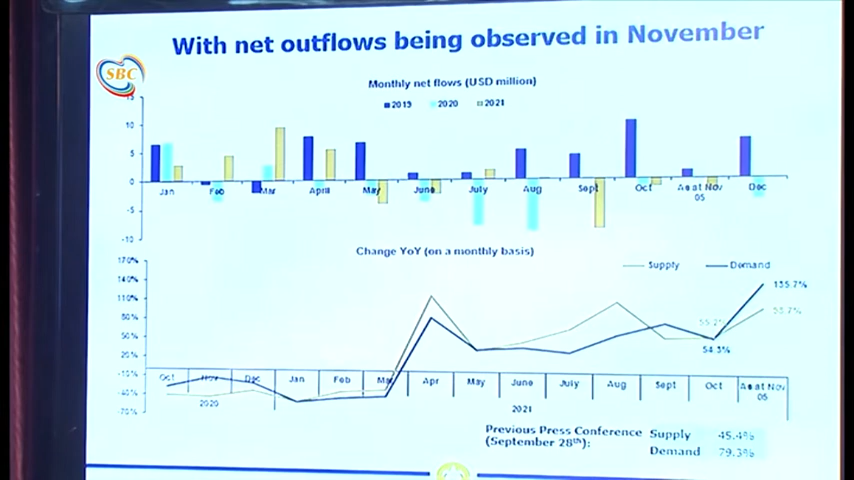 With net outflows being observed in November
SBC
Monthly net flows (USD million)
2019 2020 2021
15
10
5
0
-5
-10
Jan Feb Mar April May June July Aug Sept Oct As at Nov 05 Dec
Change YoY (on a monthly basis)
Supply Demand
170%
140%
110%
50%
20%
-10%
-40%
-70%
135.7%
54.3%
Oct Nov Dec Jan Feb Mar Apr May June July Aug Sept Oct As at Nov 05
2020
2021
Previous Press Conference
(September 28th):
Supply 45.4%
Demand 79.3%